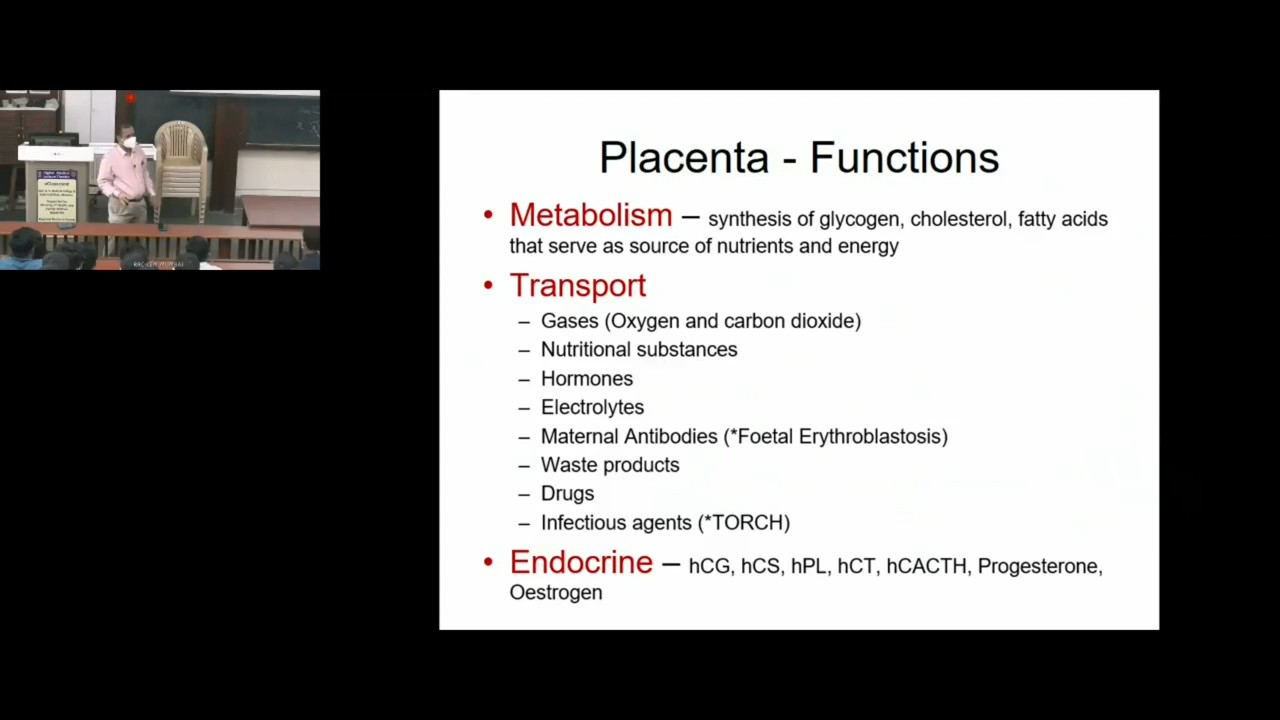 Placenta - Functions
• Metabolism – synthesis of glycogen, cholesterol, fatty acids
that serve as source of nutrients and energy
• Transport
– Gases (Oxygen and carbon dioxide)
– Nutritional substances
– Hormones
– Electrolytes
– Maternal Antibodies (*Foetal Erythroblastosis)
– Waste products
– Drugs
– Infectious agents (*TORCH)
• Endocrine – hCG, hCS, hPL, hCT, hCACTH, Progesterone,
Oestrogen